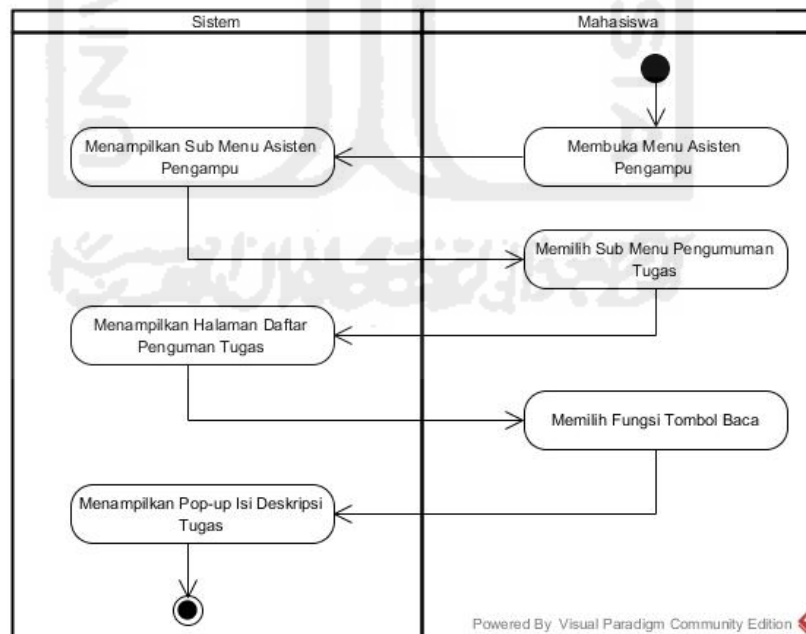 Sistem
Mahasiswa
Membuka Menu Asisten
Pengampu
Menampilkan Sub Menu Asisten
Pengampu
Memilih Sub Menu Pengumuman
Tugas
Menampilkan Halaman Daftar
Penguman Tugas
Memilih Fungsi Tombol Baca
Menampilkan Pop-up Isi Deskripsi
Tugas
Powered By Visual Paradigm Community Edition